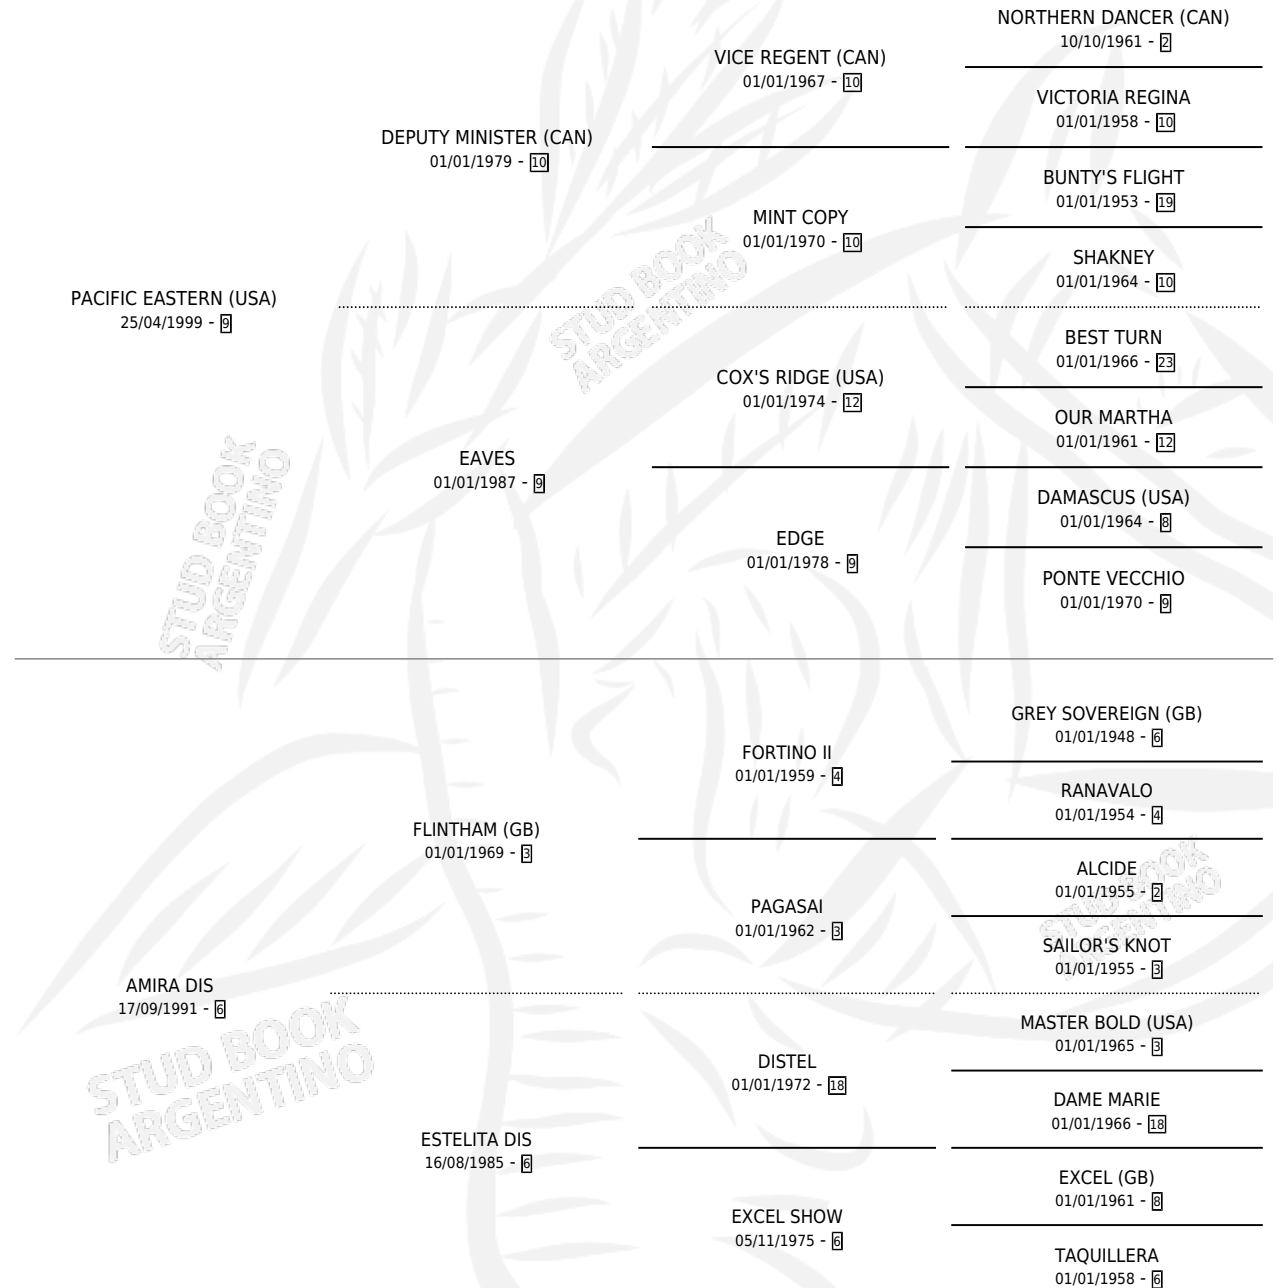 NORTHERN DANCER (CAN)
10/10/1961 - 2
VICE REGENT (CAN)
01/01/1967 - 10
VICTORIA REGINA
01/01/1958 - 10
DEPUTY MINISTER (CAN)
01/01/1979 - 10
BUNTY'S FLIGHT
01/01/1953 - 19
MINT COPY
01/01/1970 - 10
SHAKNEY
01/01/1964 - 10
PACIFIC EASTERN (USA)
25/04/1999 - 9
BEST TURN
01/01/1966 - 23
COX'S RIDGE (USA)
01/01/1974 - 12
OUR MARTHA
01/01/1961 - 12
EAVES
01/01/1987 - 9
DAMASCUS (USA)
01/01/1964 - 8
EDGE
01/01/1978 - 9
PONTE VECCHIO
01/01/1970 - 9
GREY SOVEREIGN (GB)
01/01/1948 - 6
FORTINO II
01/01/1959 - 4
RANAVALO
01/01/1954 - 4
FLINTHAM (GB)
01/01/1969 - 3
ALCIDE
01/01/1955 - 2
PAGASAI
01/01/1962 - 3
SAILOR'S KNOT
01/01/1955 - 3
AMIRA DIS
17/09/1991 - 6
MASTER BOLD (USA)
01/01/1965 - 3
DISTEL
01/01/1972 - 18
DAME MARIE
01/01/1966 - 18
ESTELITA DIS
16/08/1985 - 6
EXCEL (GB)
01/01/1961 - 8
EXCEL SHOW
05/11/1975 - 6
TAQUILLERA
01/01/1958 - 6
STUD BOOK
ARGENTINO
STUD BOOK
ARGENTINO
STUD BOOK
ARGENTINO
STUD BOOK
ARGENTINO